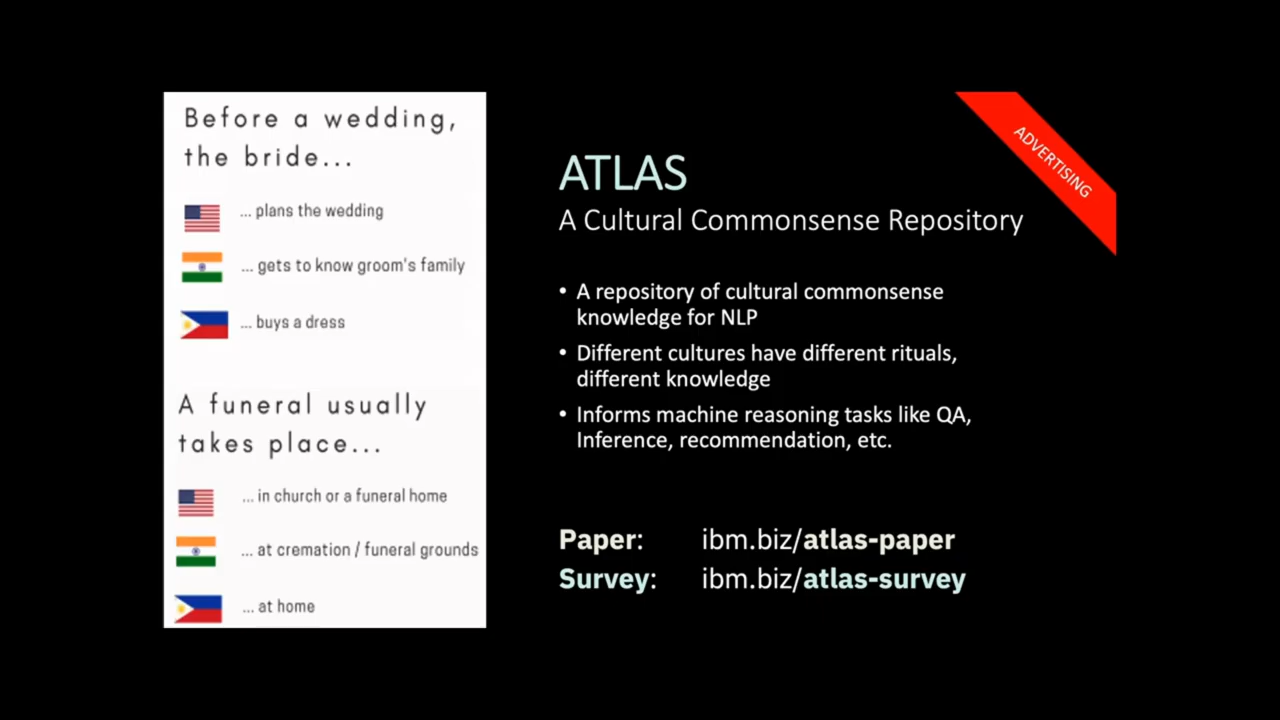 Before a wedding,
the bride...
... plans the wedding
... gets to know groom's family
... buys a dress
A funeral usually
takes place...
... in church or a funeral home
... at cremation / funeral grounds
... at home
ADVERTISING
ATLAS
A Cultural Commonsense Repository
• A repository of cultural commonsense
knowledge for NLP
• Different cultures have different rituals,
different knowledge
• Informs machine reasoning tasks like QA,
Inference, recommendation, etc.
Paper: ibm.biz/atlas-paper
Survey: ibm.biz/atlas-survey